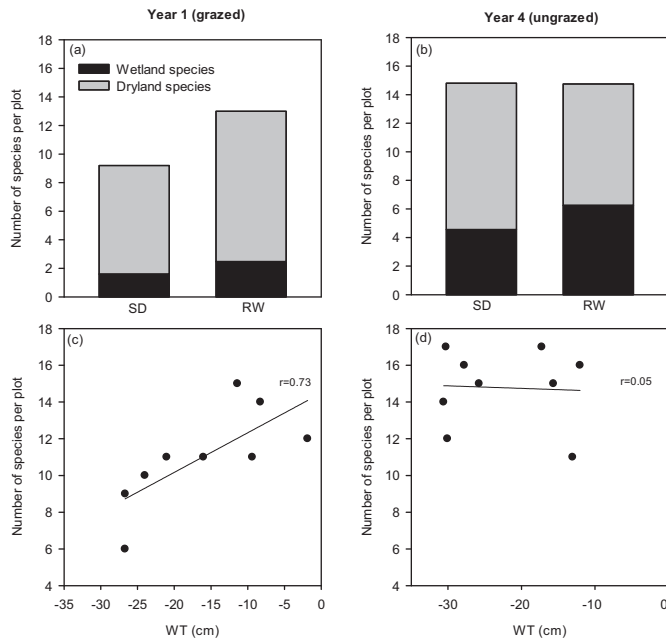 Year 1 (grazed)
Year 4 (ungrazed)
(a)
Wetland species
Dryland species
Number of species per plot
18
16
14
12
10
8
6
4
2
0
SD
RW
(b)
Number of species per plot
18
16
14
12
10
8
6
4
2
0
SD
RW
(c)
r=0.73
Number of species per plot
18
16
14
12
10
8
6
4
-35 -30 -25 -20 -15 -10 -5 0
WT (cm)
(d)
r=0.05
Number of species per plot
18
16
14
12
10
8
6
4
-30 -20 -10 0
WT (cm)